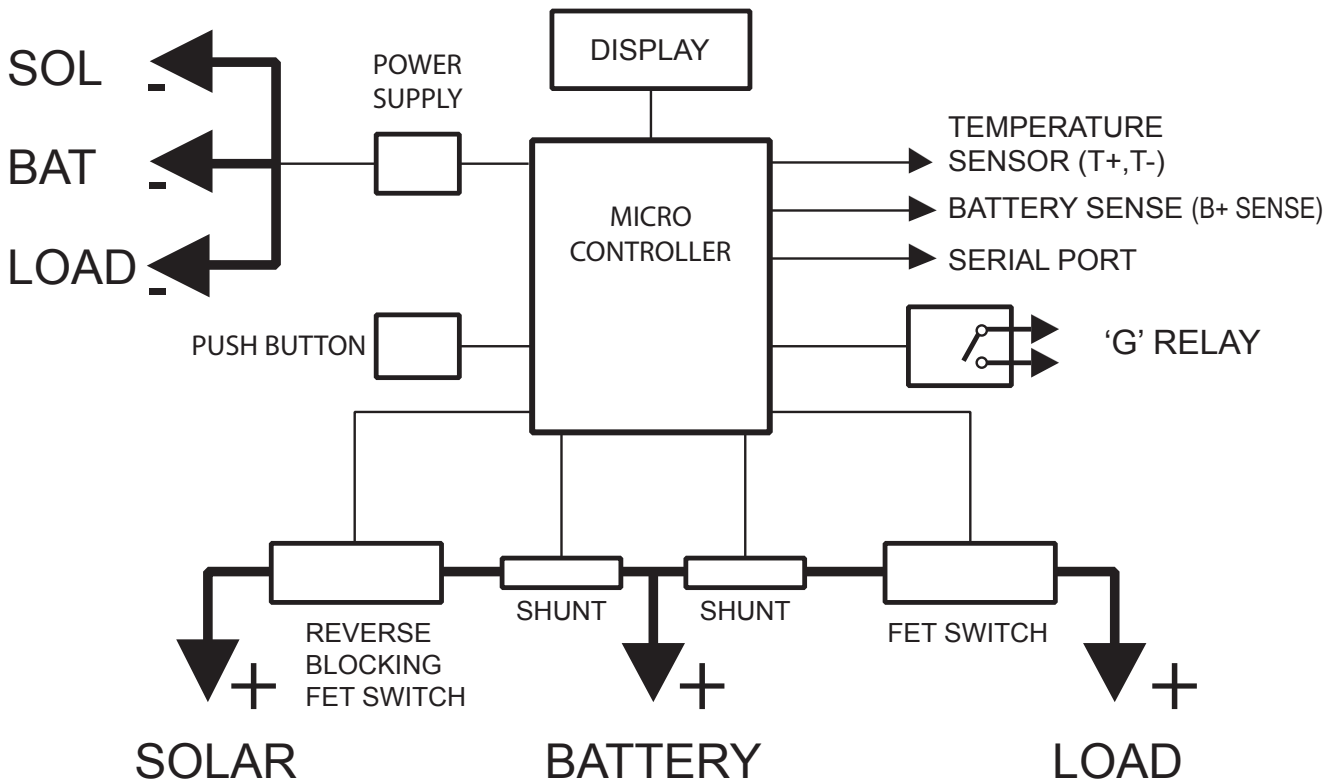 SOL
-
BAT
-
LOAD
-
POWER
SUPPLY
DISPLAY
MICRO
CONTROLLER
TEMPERATURE
SENSOR (T+,T-)
BATTERY SENSE (B+ SENSE)
SERIAL PORT
PUSH BUTTON
‘G’ RELAY
REVERSE
BLOCKING
FET SWITCH
SHUNT
SHUNT
FET SWITCH
+
+
+
SOLAR
BATTERY
LOAD